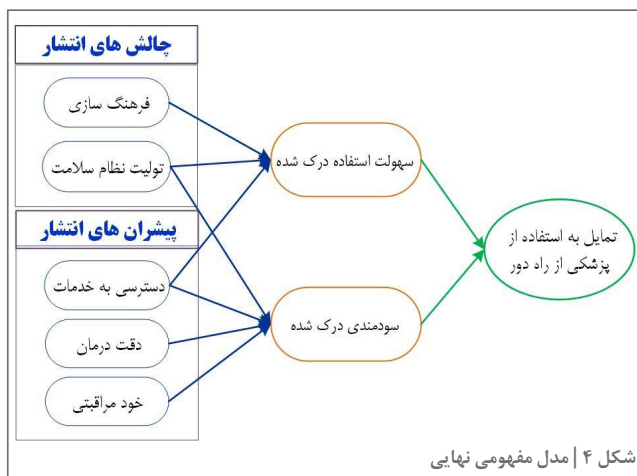 چالش های انتشار
فرهنگ سازی
تولیت نظام سلامت
پیشران های انتشار
دسترسی به خدمات
دقت درمان
خود مراقبتی
سهولت استفاده درک شده
سودمندی درک شده
تمایل به استفاده از
پزشکی از راه دور
شکل ۴ | مدل مفهومی نهایی